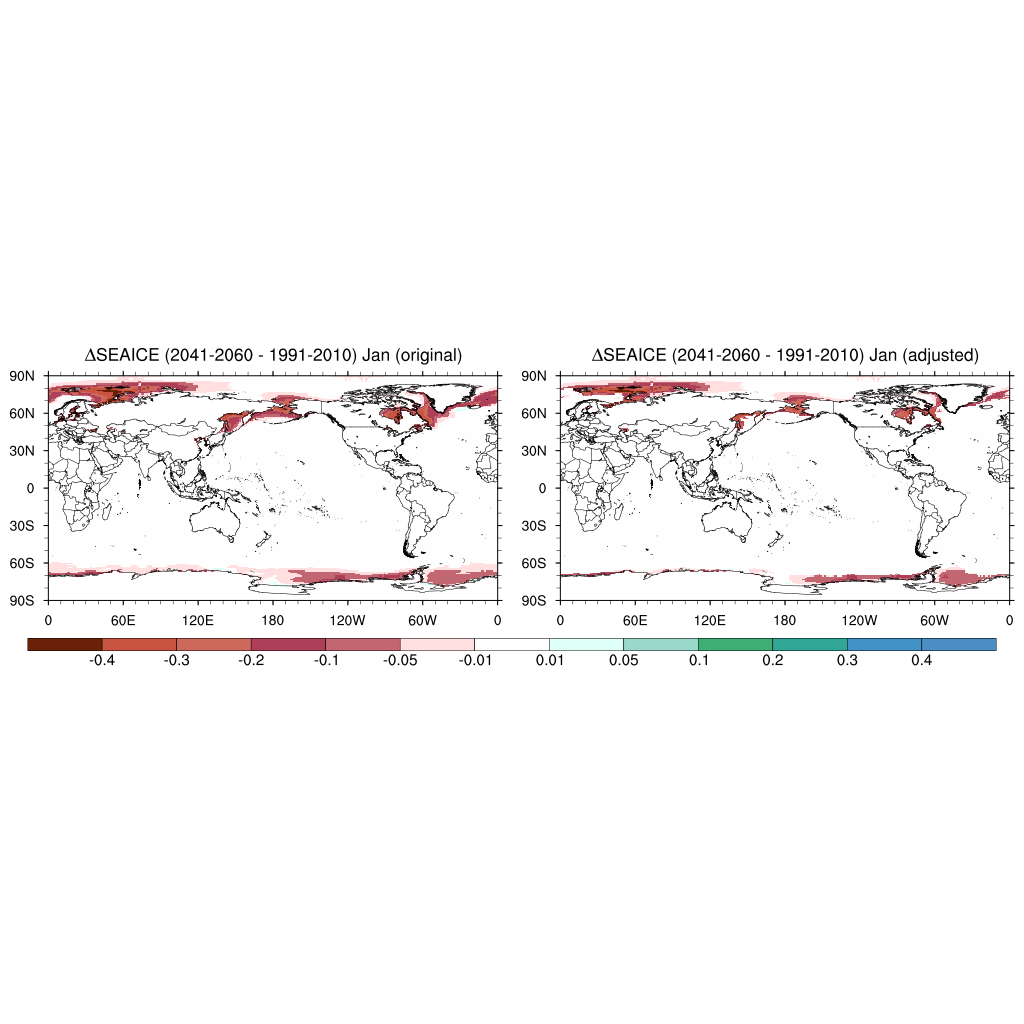 ΔSEAICE (2041-2060 - 1991-2010) Jan (original)
90N
60N
30N
0
30S
60S
90S
0 60E 120E 180 120W 60W 0
ΔSEAICE (2041-2060 - 1991-2010) Jan (adjusted)
90N
60N
30N
0
30S
60S
90S
0 60E 120E 180 120W 60W 0
-0.4 -0.3 -0.2 -0.1 -0.05 -0.01 0.01 0.05 0.1 0.2 0.3 0.4